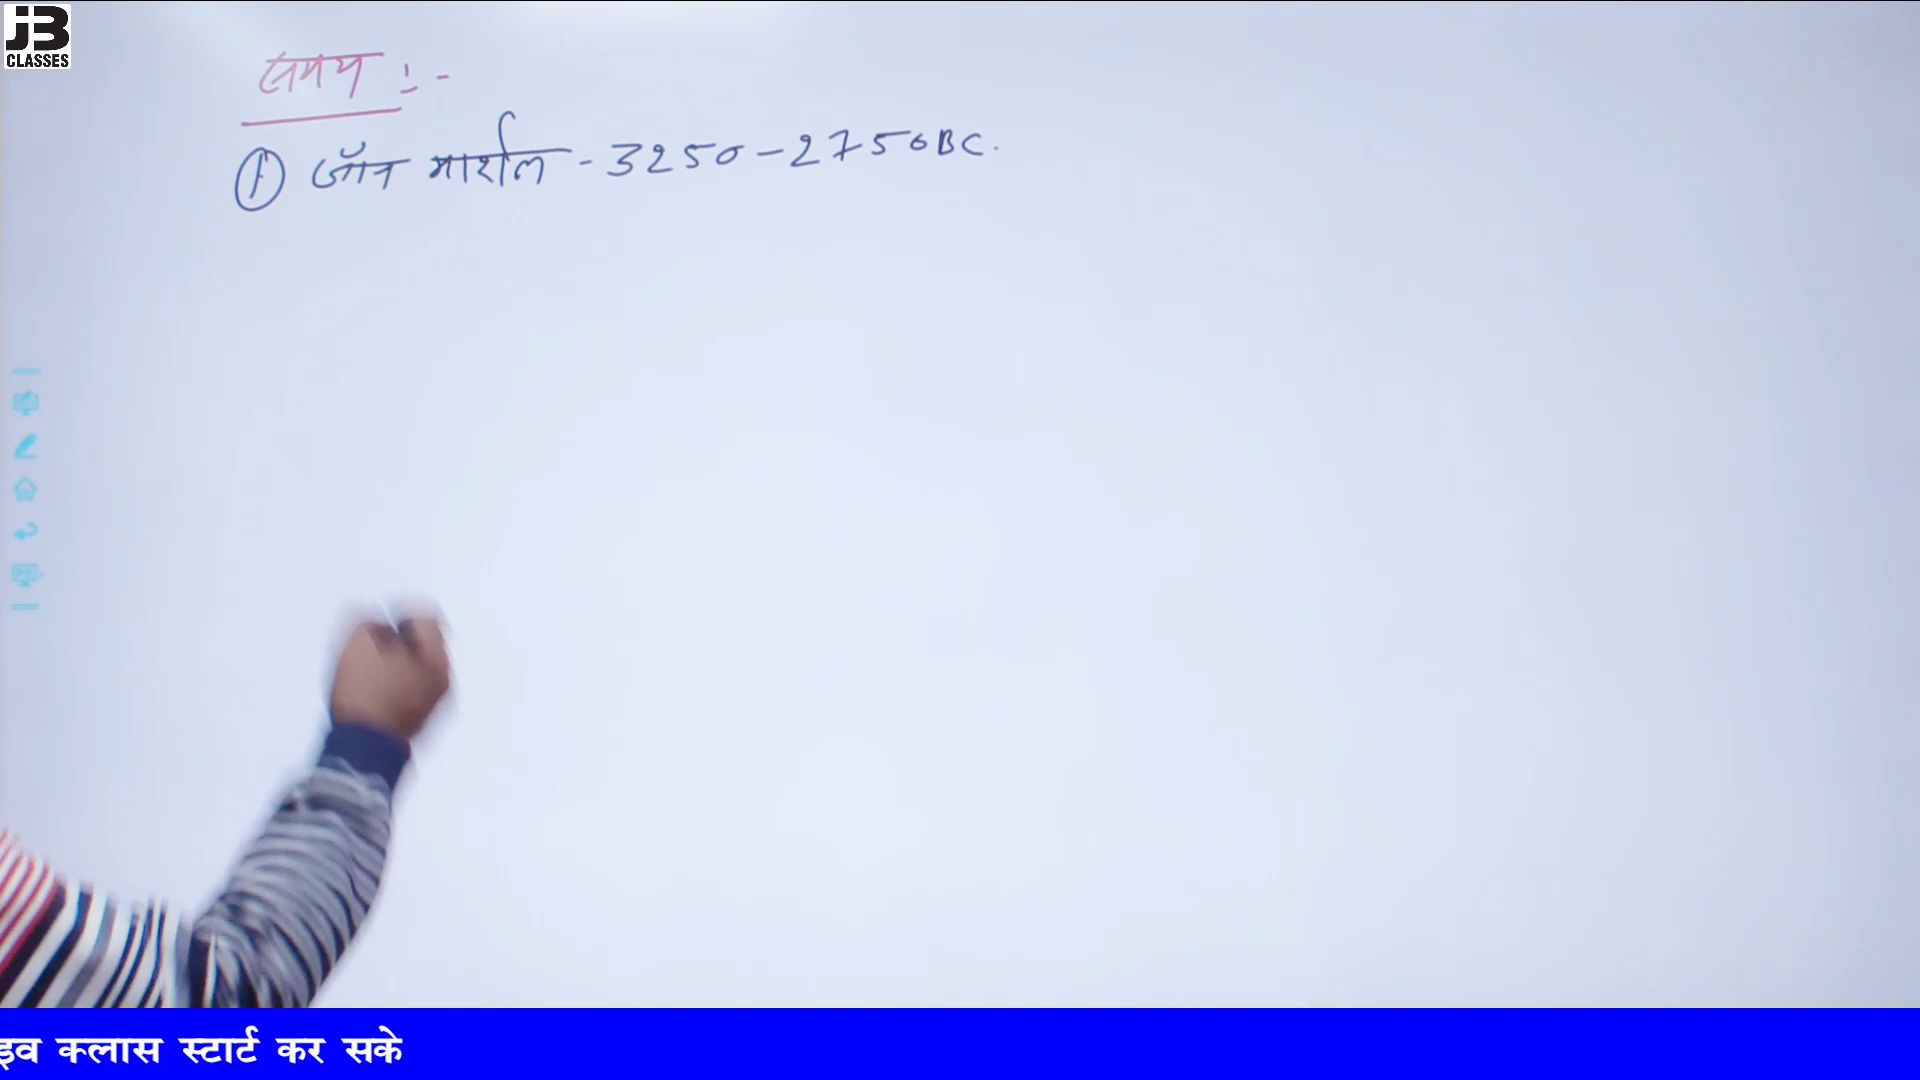 JB
CLASSES
समय :-
① जॉन मार्शल - 3250 - 2750 BC.
इव क्लास स्टार्ट कर सके